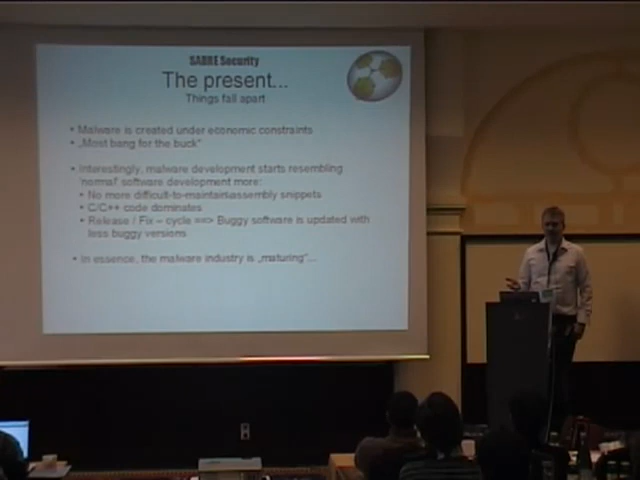 SABRE Security
The present...
Things fall apart
• Malware is created under economic constraints
• „Most bang for the buck"
• Interestingly, malware development starts resembling
'normal' software development more:
• No more difficult-to-maintain assembly snippets
• C/C++ code dominates
• Release / Fix – cycle ==> Buggy software is updated with
less buggy versions
• In essence, the malware industry is „maturing"...